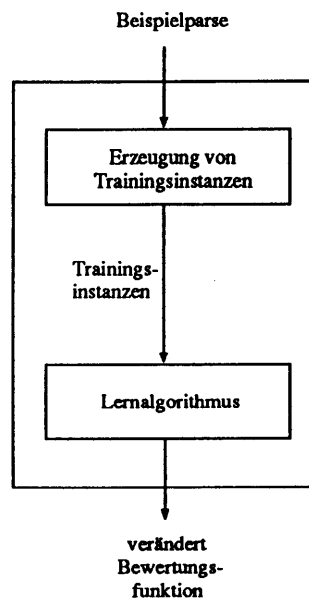 Beispielparse
Erzeugung von
Trainingsinstanzen
Trainings-
instanzen
Lernalgorithmus
verändert
Bewertungs-
funktion